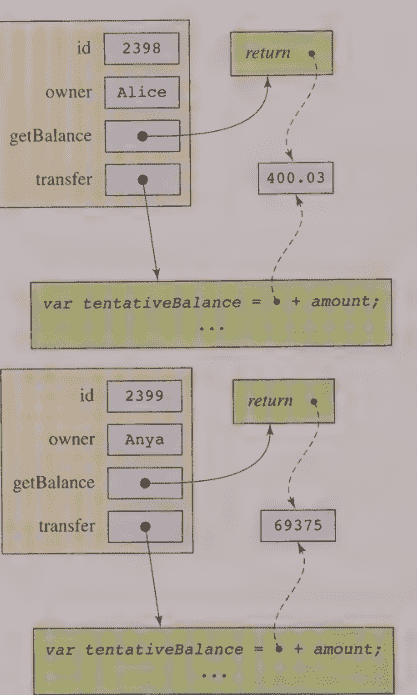 id 2398 return
owner Alice
getBalance
transfer 400.03
var tentativeBalance = + amount;
...
id 2399 return
owner Anya
getBalance
transfer 69375
var tentativeBalance = + amount;
...